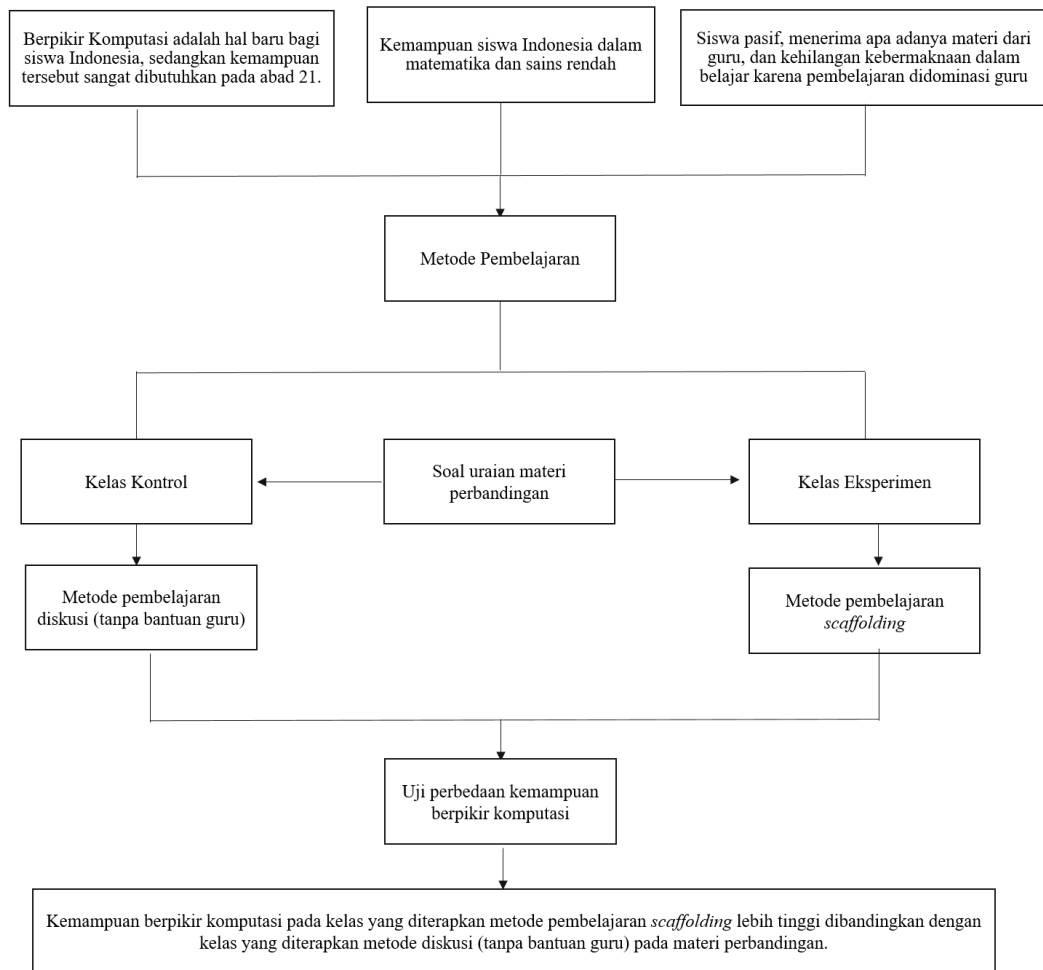 Berpikir Komputasi adalah hal baru bagi
siswa Indonesia, sedangkan kemampuan
tersebut sangat dibutuhkan pada abad 21.
Kemampuan siswa Indonesia dalam
matematika dan sains rendah
Siswa pasif, menerima apa adanya materi dari
guru, dan kehilangan kebermaknaan dalam
belajar karena pembelajaran didominasi guru
Metode Pembelajaran
Kelas Kontrol
Soal uraian materi
perbandingan
Kelas Eksperimen
Metode pembelajaran
diskusi (tanpa bantuan guru)
Metode pembelajaran
scaffolding
Uji perbedaan kemampuan
berpikir komputasi
Kemampuan berpikir komputasi pada kelas yang diterapkan metode pembelajaran scaffolding lebih tinggi dibandingkan dengan
kelas yang diterapkan metode diskusi (tanpa bantuan guru) pada materi perbandingan.